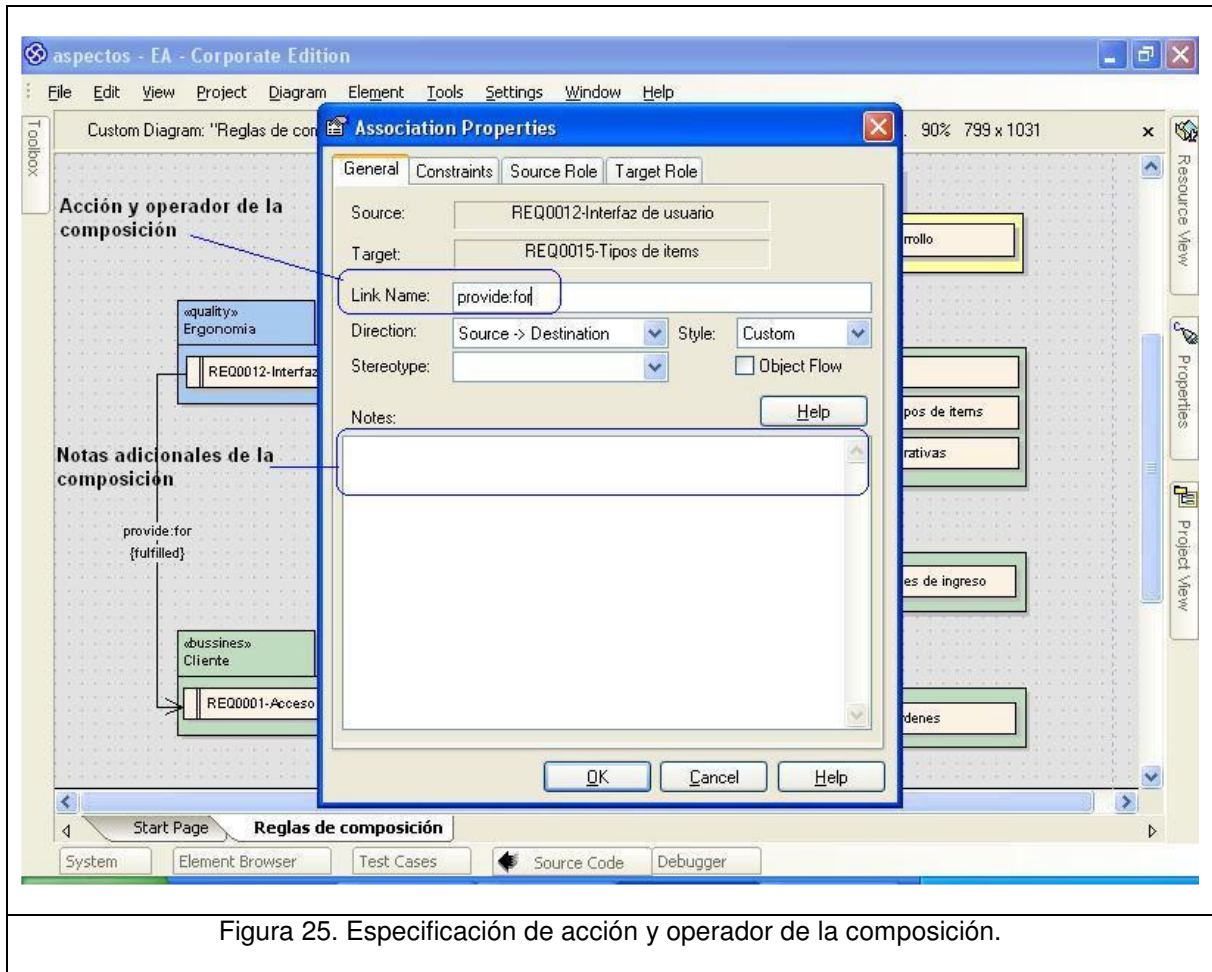 aspectos - EA - Corporate Edition
File Edit View Project Diagram Element Tools Settings Window Help
Toolbox
Custom Diagram: "Reglas de con
. 90% 799 x 1031
Association Properties
General Constraints Source Role Target Role
Source: REQ0012-Interfaz de usuario
Target: REQ0015-Tipos de items
Link Name: provide:for
Direction: Source -> Destination Style: Custom
Stereotype: Object Flow
Notes: Help
OK Cancel Help
Acción y operador de la
composición
«quality»
Ergonomia
REQ0012-Interfaz
Notas adicionales de la
composición
provide:for
{fulfilled}
«bussines»
Cliente
REQ0001-Acceso
rrollo
pos de items
rativas
es de ingreso
denes
Resource View
Properties
Project View
Start Page Reglas de composición
System Element Browser Test Cases Source Code Debugger
Figura 25. Especificación de acción y operador de la composición.